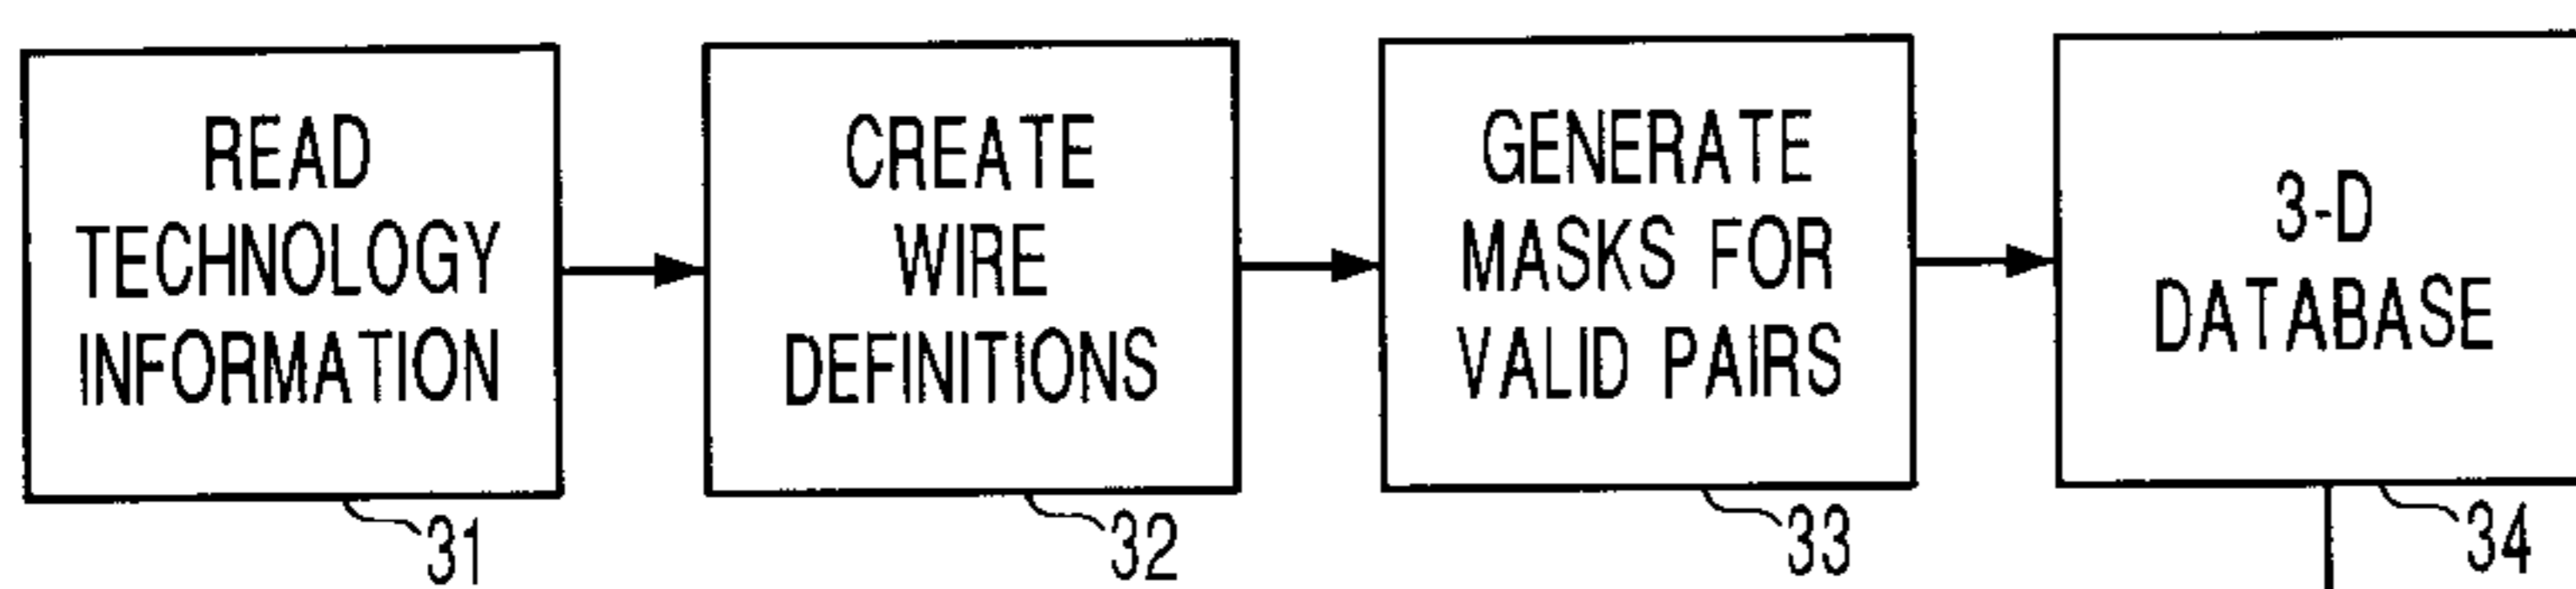 READ
TECHNOLOGY
INFORMATION
31
CREATE
WIRE
DEFINITIONS
32
GENERATE
MASKS FOR
VALID PAIRS
33
3-D
DATABASE
34